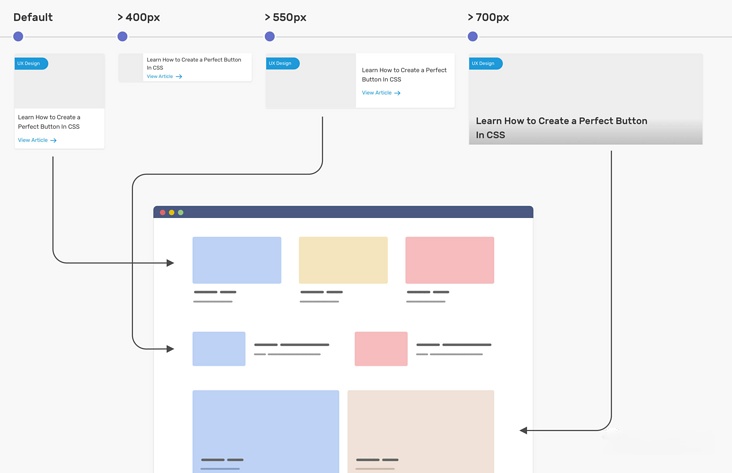 Default
> 400px
> 550px
> 700px
UX Design
Learn How to Create a
Perfect Button In CSS
View Article
Learn How to Create a Perfect Button
In CSS
View Article
UX Design
Learn How to Create a Perfect
Button In CSS
View Article
UX Design
Learn How to Create a Perfect Button
In CSS